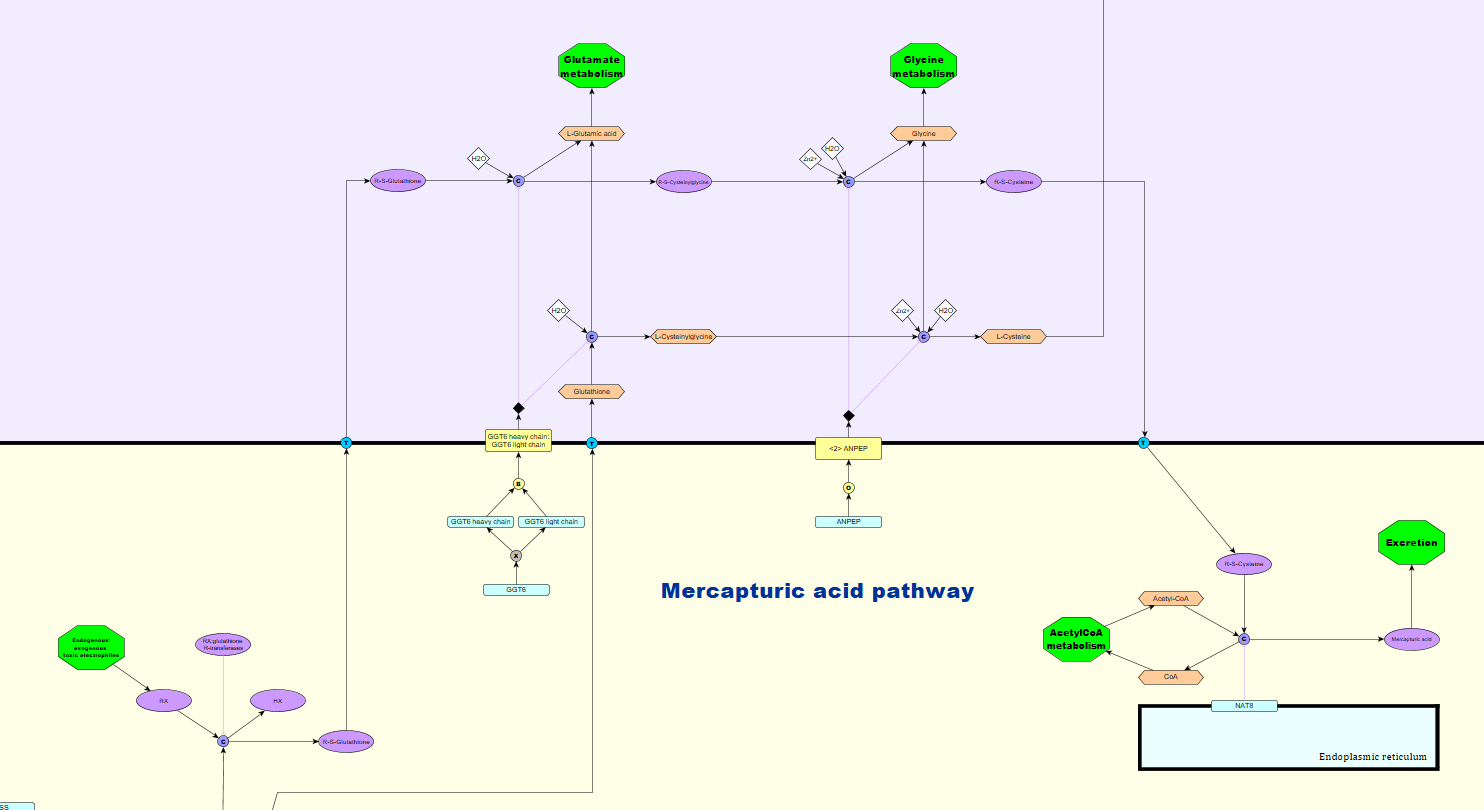 Glutamate
metabolism
Glycine
metabolism
L-Glutamic acid
Glycine
H2O
Zn2+
H2O
R-S-Glutathione
C
R-S-Cysteinylglycine
C
R-S-Cysteine
H2O
Zn2+
H2O
C
L-Cysteinylglycine
C
L-Cysteine
Glutathione
GGT6 heavy chain:
GGT6 light chain
T
T
<2> ANPEP
T
B
O
GGT6 heavy chain
GGT6 light chain
ANPEP
X
GGT6
Mercapturic acid pathway
Excretion
R-S-Cysteine
Acetyl-CoA
AcetylCoA
metabolism
C
Mercapturic acid
CoA
NAT8
Endoplasmic reticulum
Endogenous/
exogenous
toxic electrophiles
RX:glutathione
R-transferases
RX
HX
C
R-S-Glutathione
SS